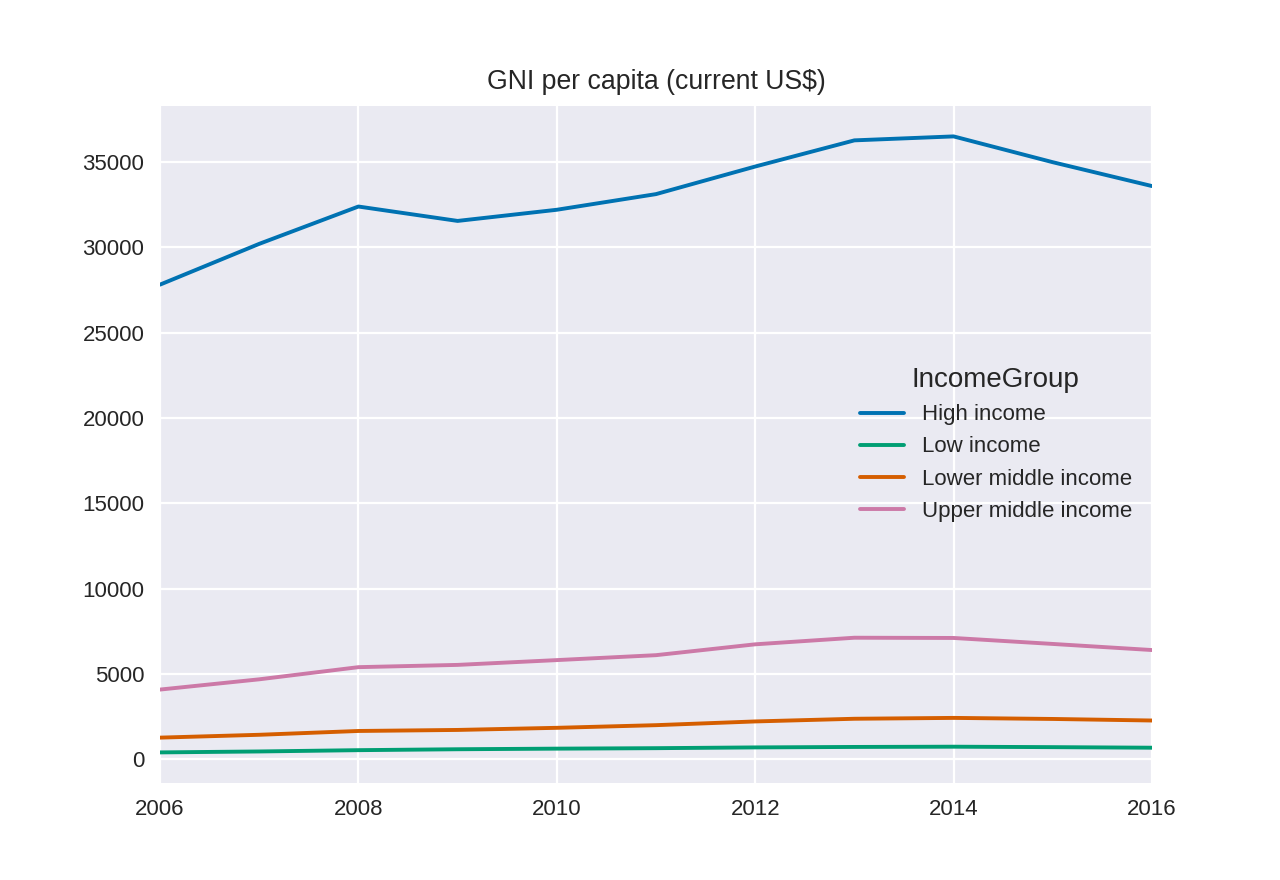 GNI per capita (current US$)
35000
30000
25000
20000
15000
10000
5000
0
IncomeGroup
High income
Low income
Lower middle income
Upper middle income
2006 2008 2010 2012 2014 2016